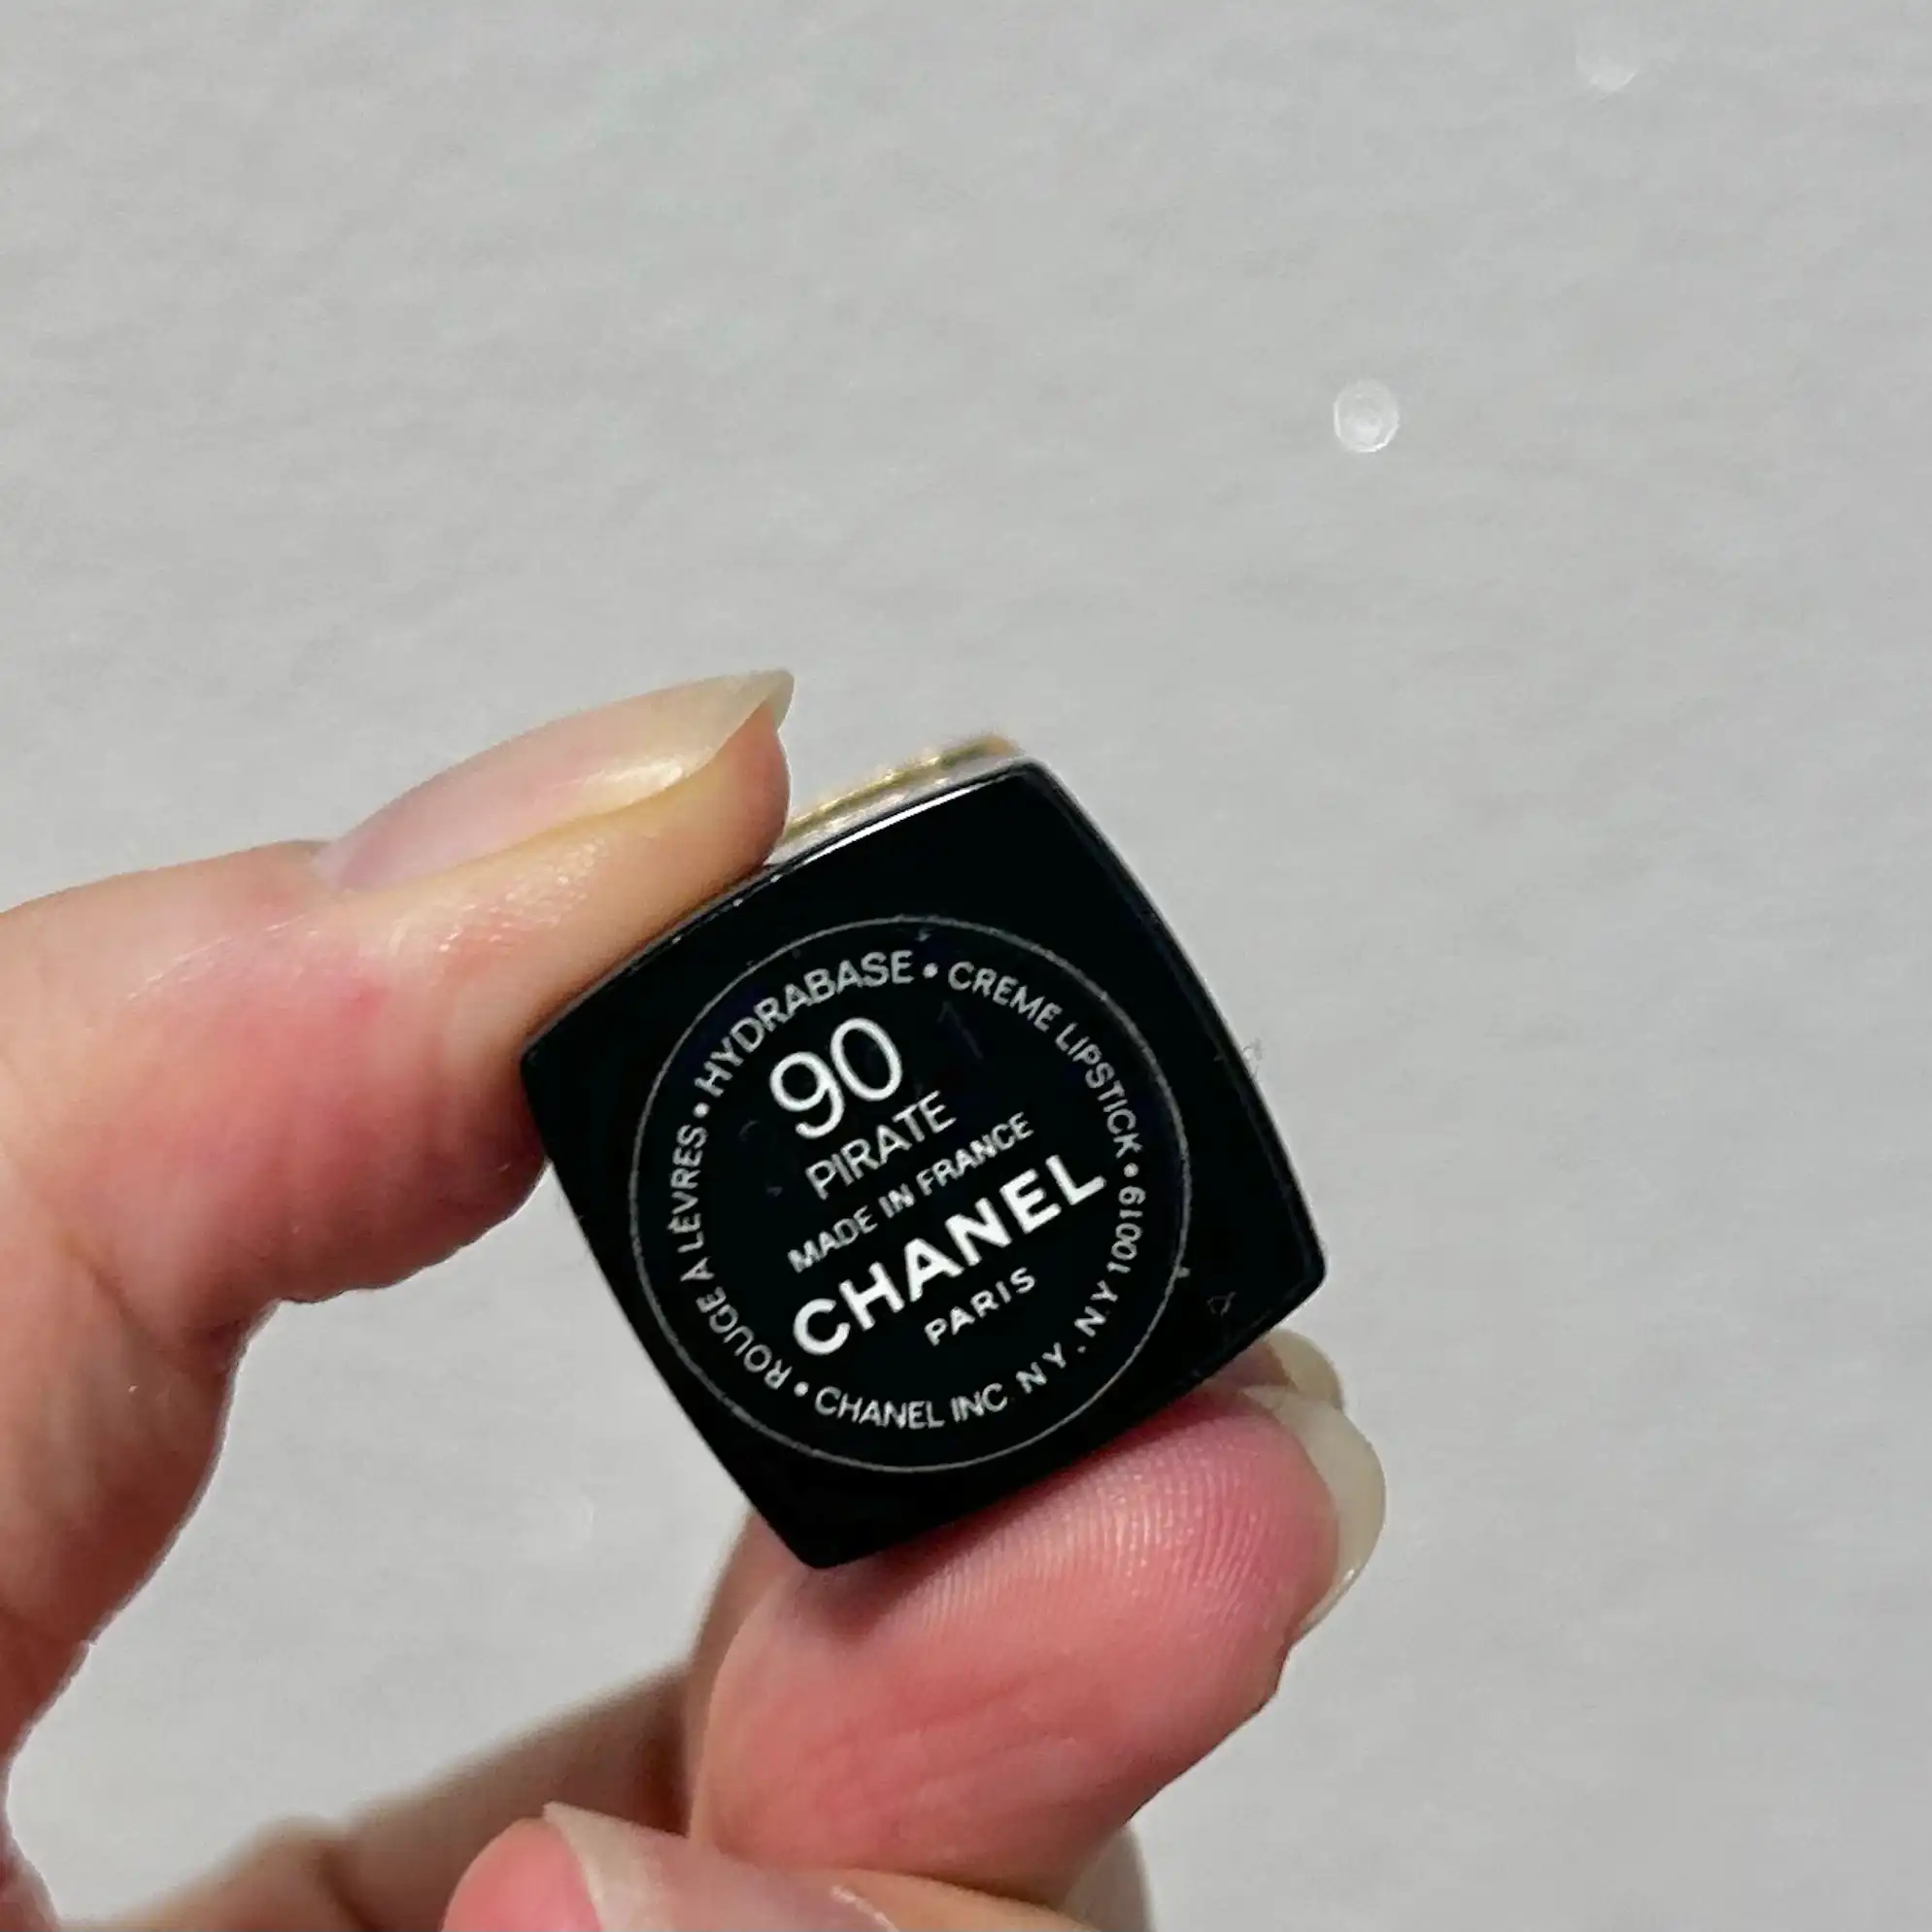 90
PIRATE
MADE IN FRANCE
CHANEL
PARIS
ROUGE A LÈVRES • HYDRABASE • CREME LIPSTICK • CHANEL INC N Y . N Y 10019 •